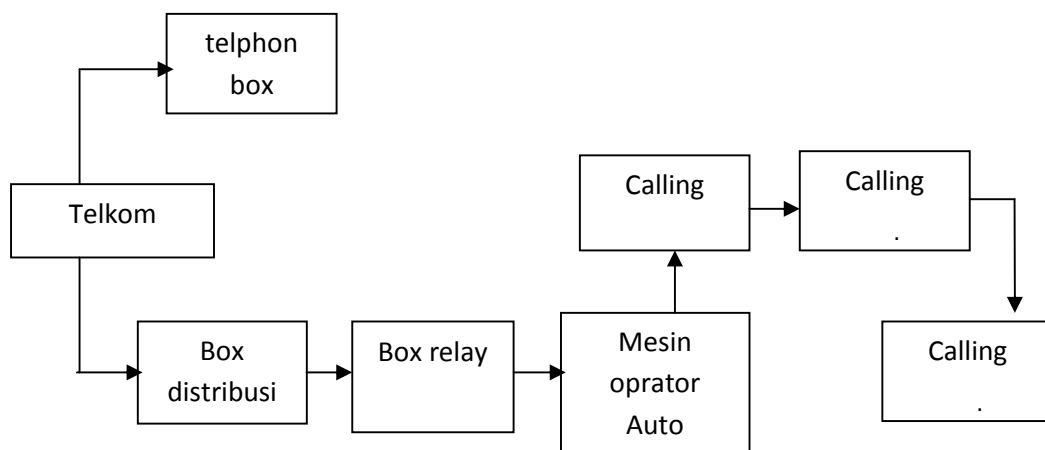 telphon
box
Telkom
Calling
Calling
.
Box
distribusi
Box relay
Mesin
oprator
Auto
Calling
.